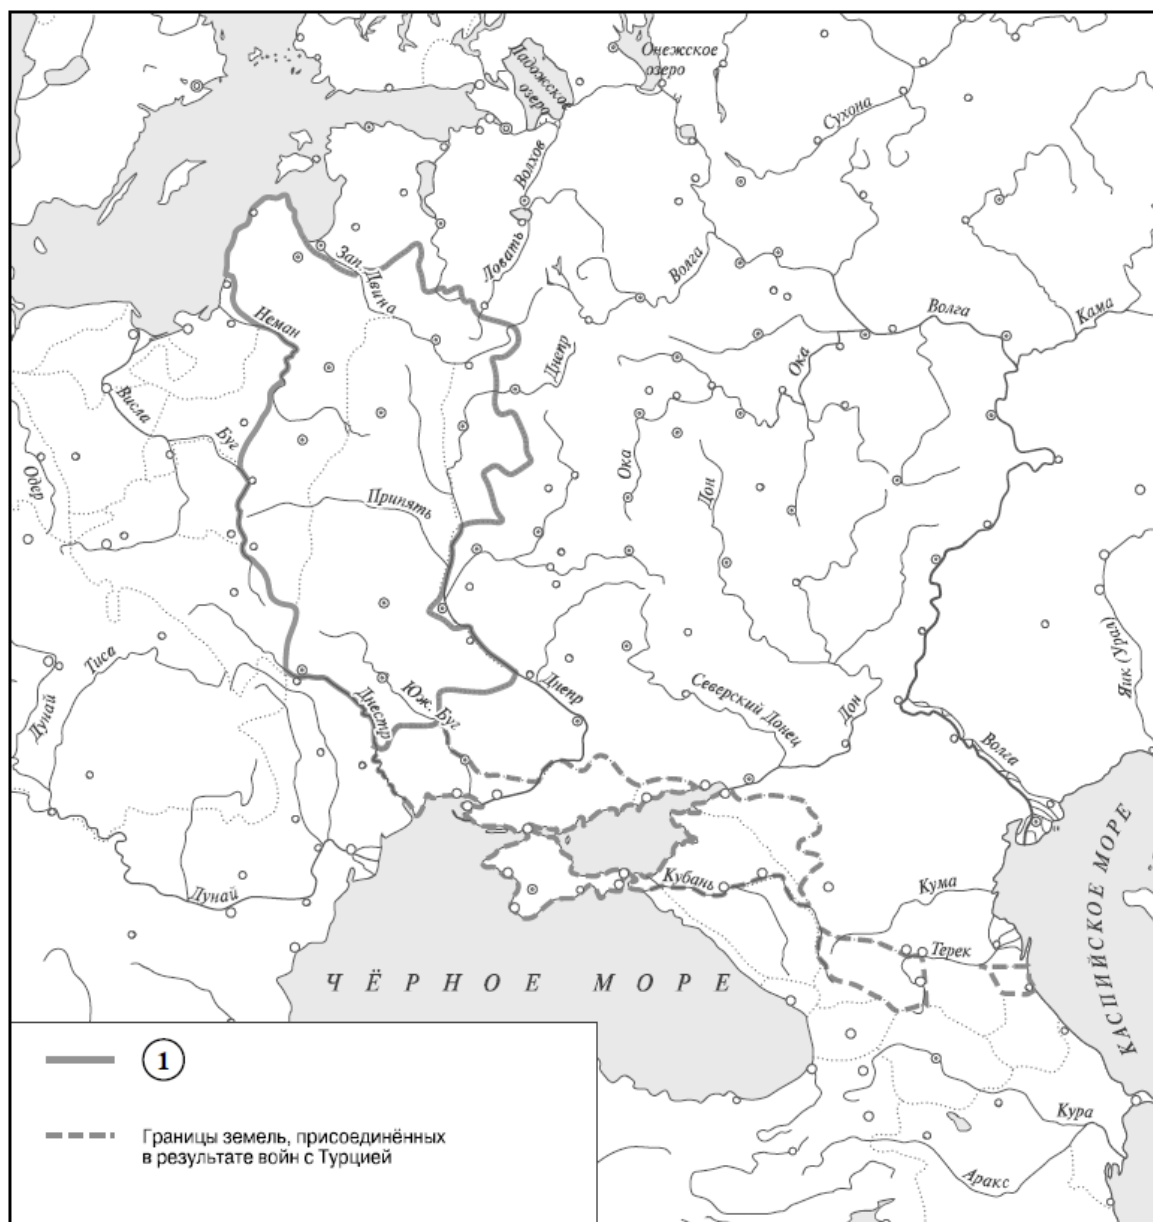 Онежское
озеро
Ладожское
озеро
Сухона
Волхов
Ловать
Зап. Двина
Волга
Волга
Кама
Неман
Днепр
Ока
Висла
Буг
Одер
Ока
Дон
Припять
Яик (Урал)
Тиса
Дунай
Днестр
Юж. Буг
Днепр
Северский Донец
Дон
Волга
КАСПИЙСКОЕ МОРЕ
Дунай
Кубань
Кума
Терек
ЧЁРНОЕ МОРЕ
Кура
Аракс
1
Границы земель, присоединённых
в результате войн с Турцией